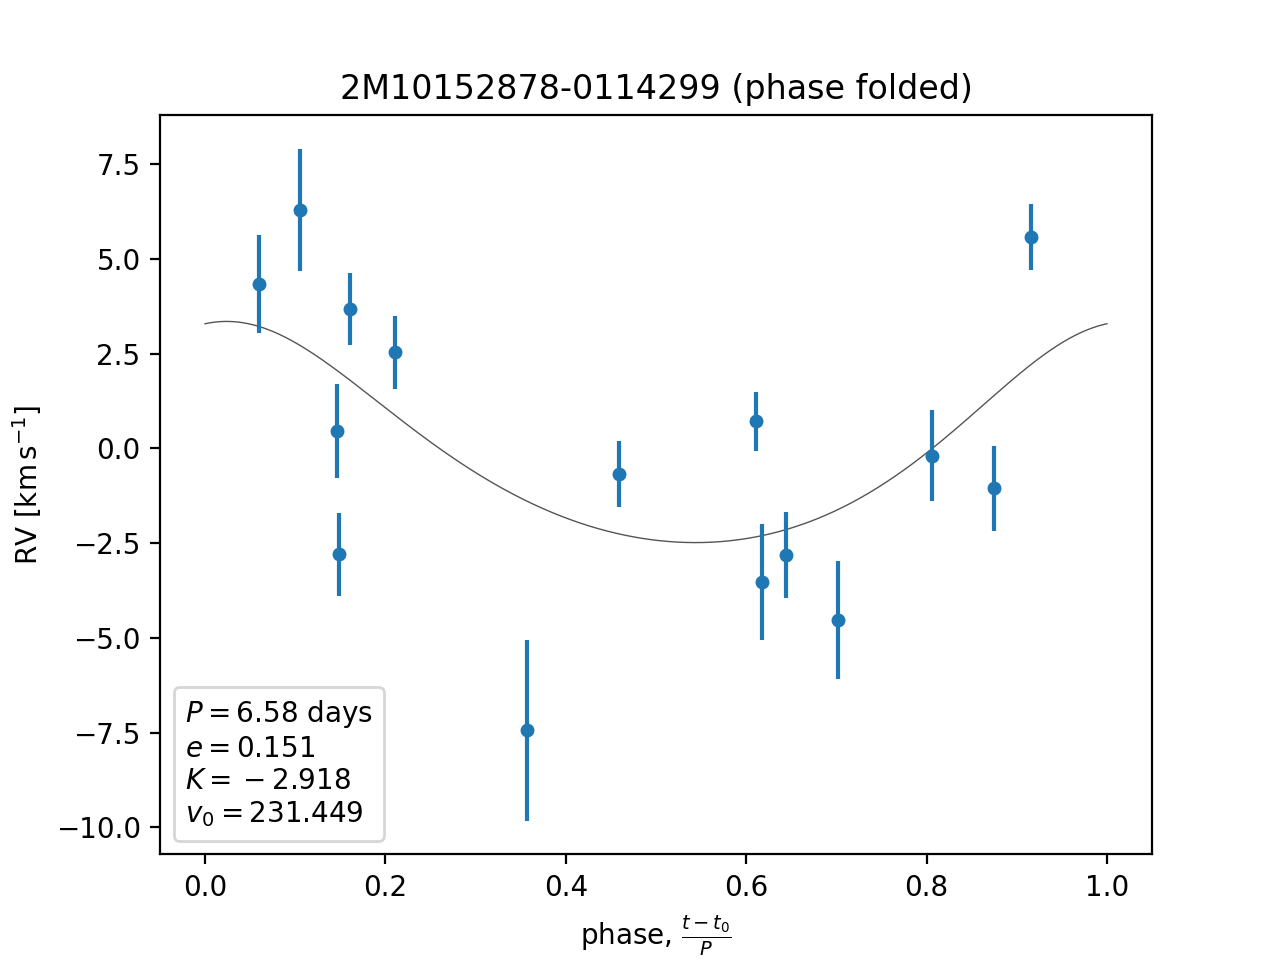 2M10152878-0114299 (phase folded)
RV [km s⁻¹]
7.5
5.0
2.5
0.0
−2.5
−5.0
−7.5
−10.0
P = 6.58 days
e = 0.151
K = −2.918
v₀ = 231.449
0.0 0.2 0.4 0.6 0.8 1.0
phase, (t − t₀)/P